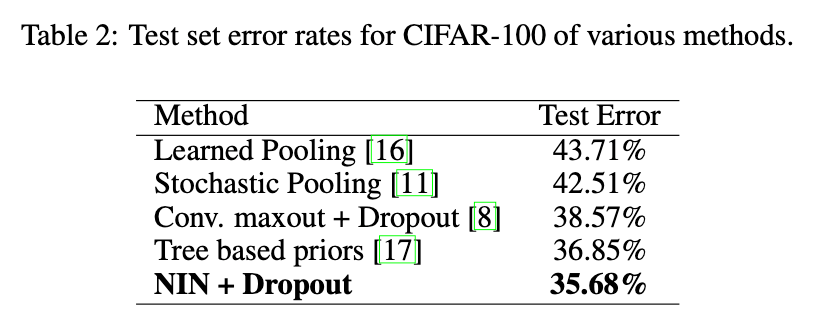 Table 2: Test set error rates for CIFAR-100 of various methods.
Method Test Error
Learned Pooling [16] 43.71%
Stochastic Pooling [11] 42.51%
Conv. maxout + Dropout [8] 38.57%
Tree based priors [17] 36.85%
NIN + Dropout 35.68%